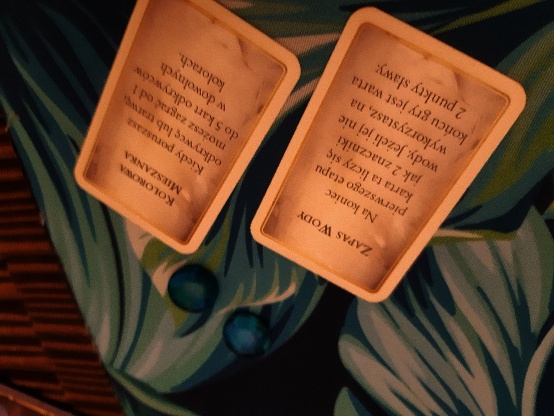 KOLOROWA
MIESZANKA
Kiedy poruszasz
odkrywcę lub tratwę,
możesz zagrać od 1
do 5 kart odkrywców
w dowolnych
kolorach.
ZAPAS WODY
Na koniec
pierwszego etapu
karta ta liczy się
jak 2 znaczniki
wody. Jeżeli jej nie
wykorzystasz, na
końcu gry jest warta
2 punkty sławy.